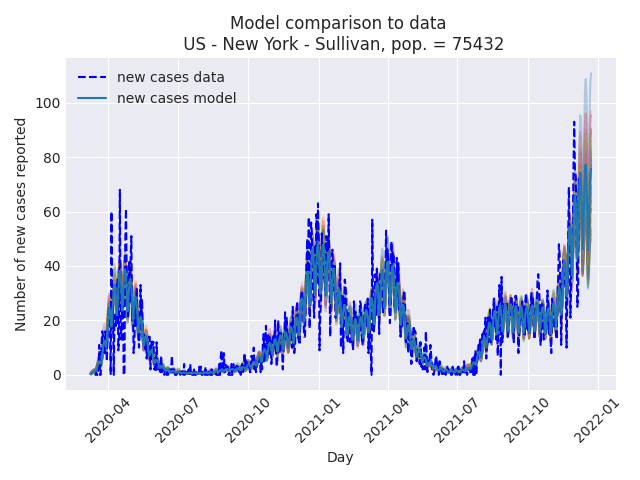 Model comparison to data
US - New York - Sullivan, pop. = 75432
new cases data
new cases model
Number of new cases reported
100
80
60
40
20
0
2020-04
2020-07
2020-10
2021-01
2021-04
2021-07
2021-10
2022-01
Day